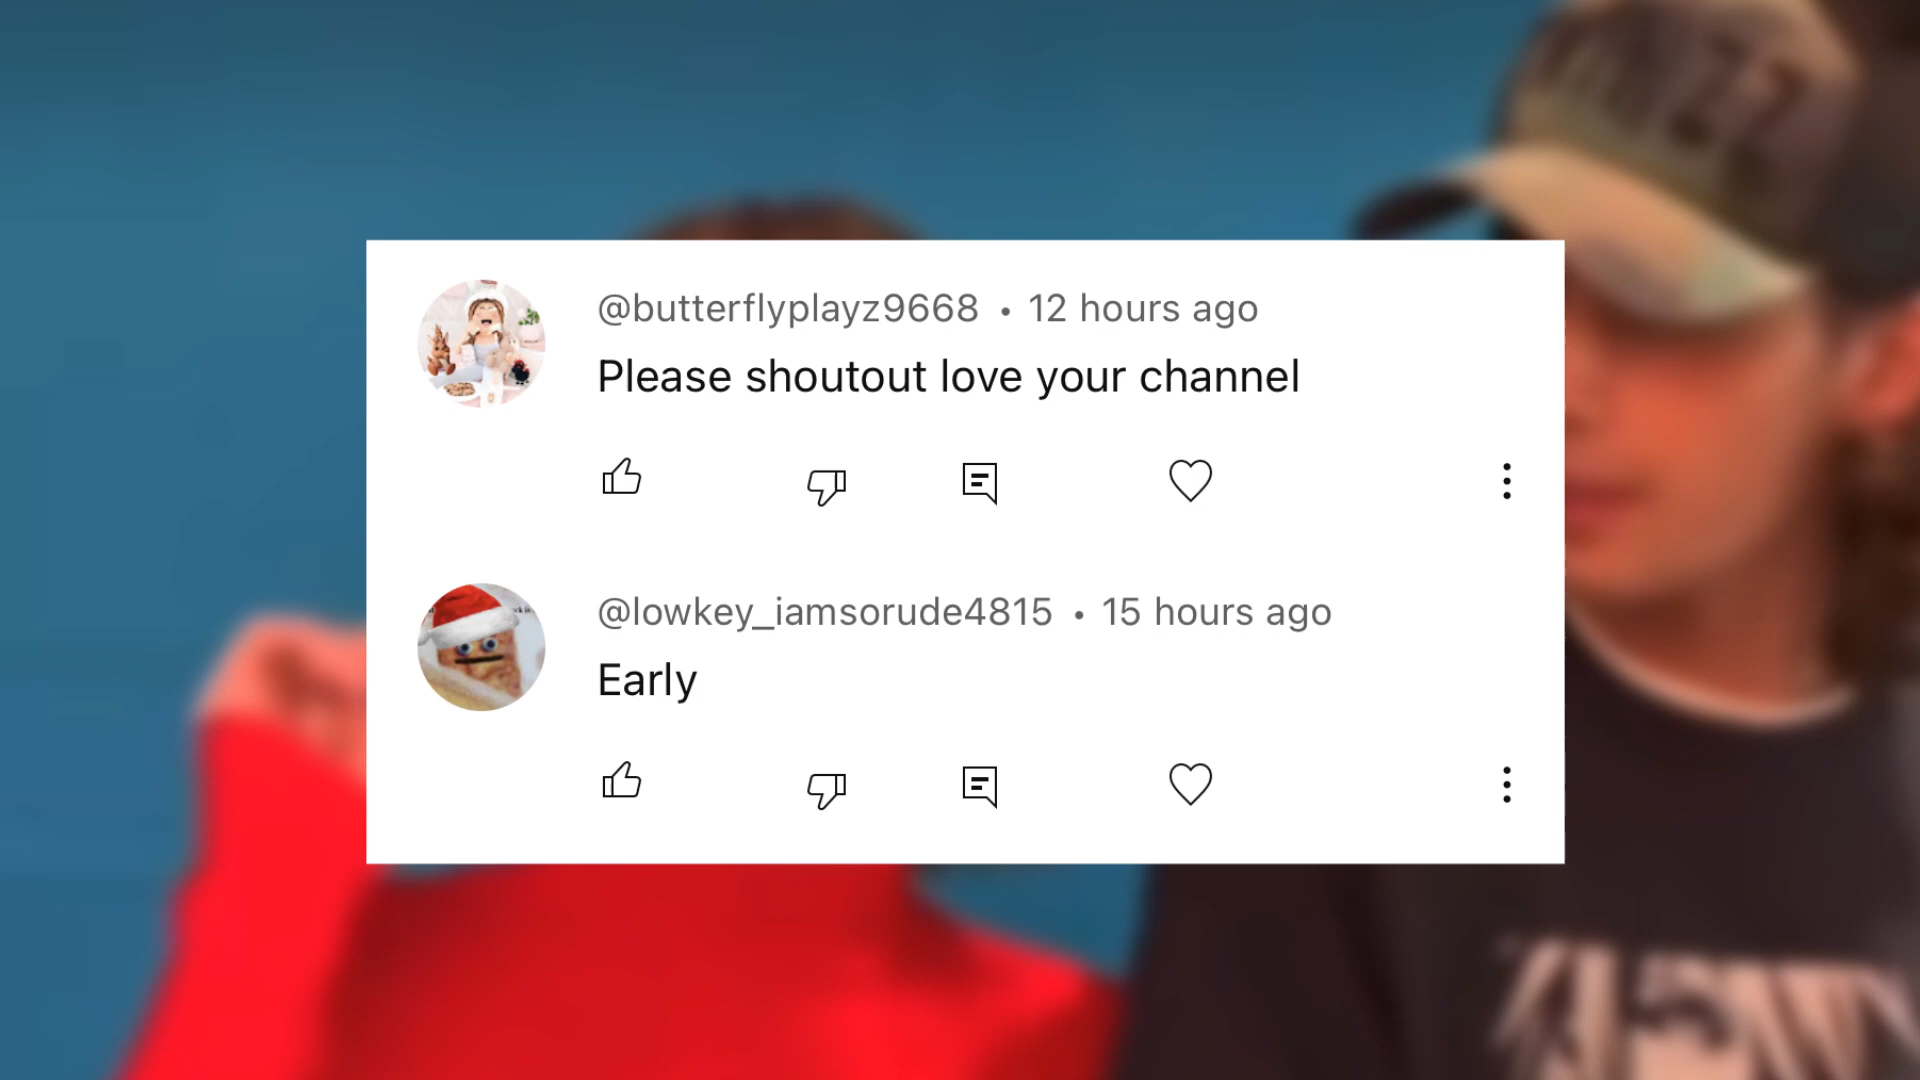 @butterflyplayz9668 • 12 hours ago
Please shoutout love your channel
@lowkey_iamsorude4815 • 15 hours ago
Early